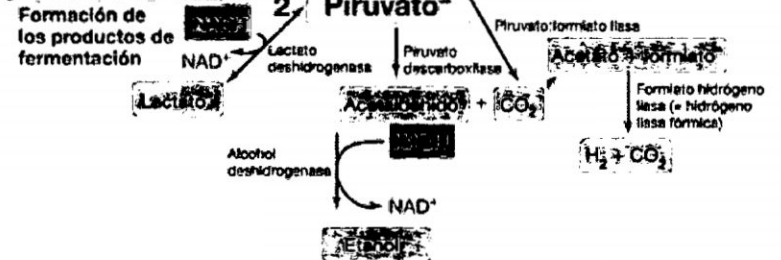 Formación de
los productos de
fermentación
2. Piruvato⁻
NAD⁺
Lactato
deshidrogenasa
Lactato⁻
Piruvato
descarboxilasa
Acetaldehído + CO₂
Piruvato:formiato liasa
Acetato⁻ + formiato⁻
Formiato hidrógeno
liasa (= hidrógeno
liasa fórmica)
H₂ + CO₂
Alcohol
deshidrogenasa
NAD⁺
Etanol